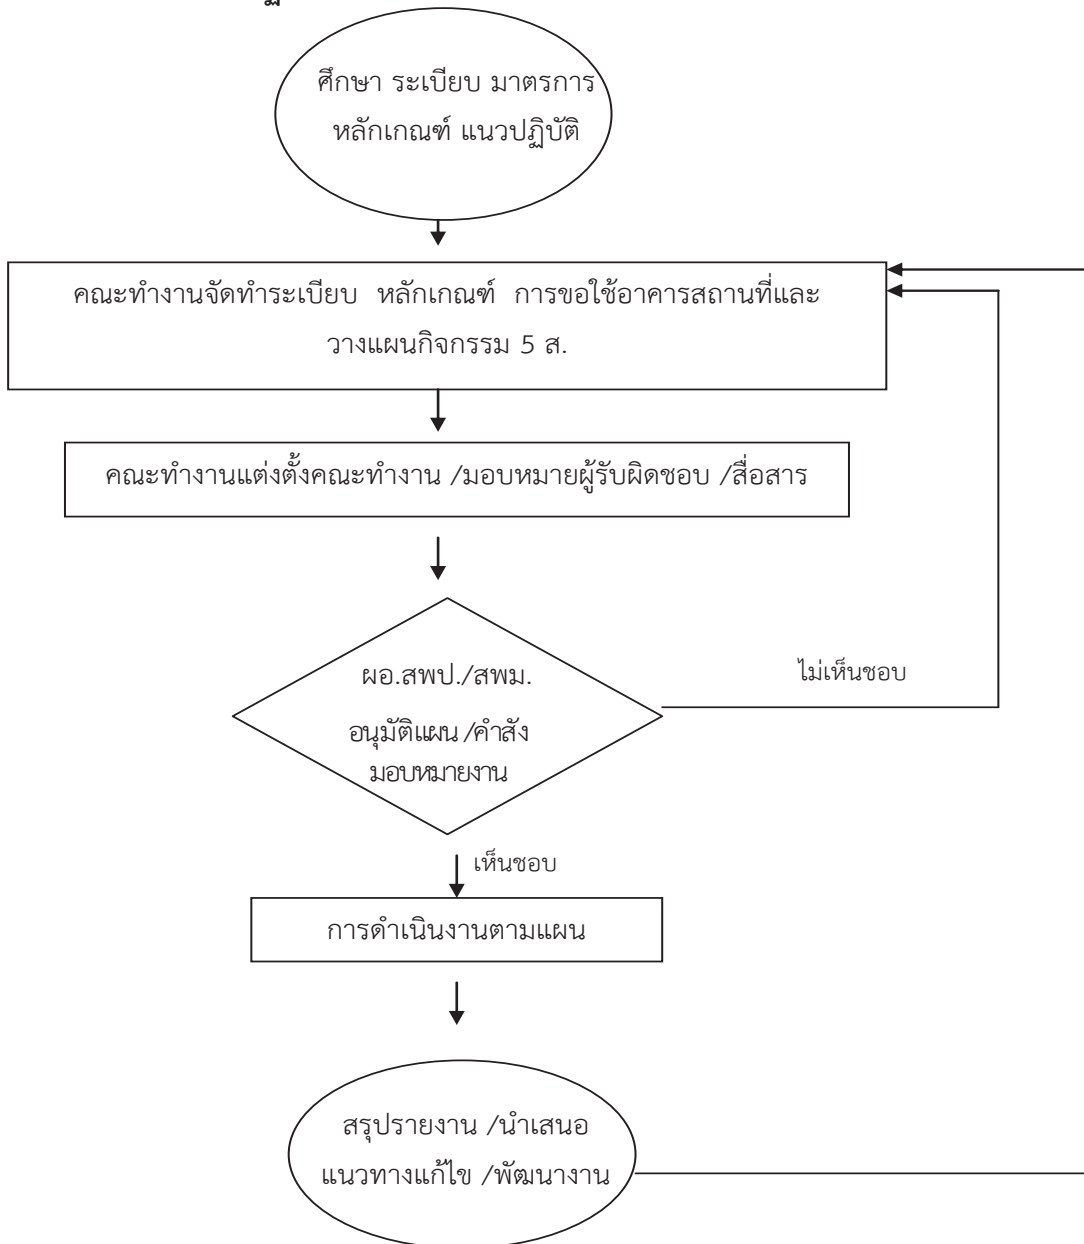 ศึกษา ระเบียบ มาตรการ
หลักเกณฑ์ แนวปฏิบัติ
คณะทำงานจัดทำระเบียบ หลักเกณฑ์ การขอใช้อาคารสถานที่และ
วางแผนกิจกรรม 5 ส.
คณะทำงานแต่งตั้งคณะทำงาน /มอบหมายผู้รับผิดชอบ /สื่อสาร
ผอ.สพป./สพม.
อนุมัติแผน /คำสัง
มอบหมายงาน
ไม่เห็นชอบ
เห็นชอบ
การดำเนินงานตามแผน
สรุปรายงาน /นำเสนอ
แนวทางแก้ไข /พัฒนางาน